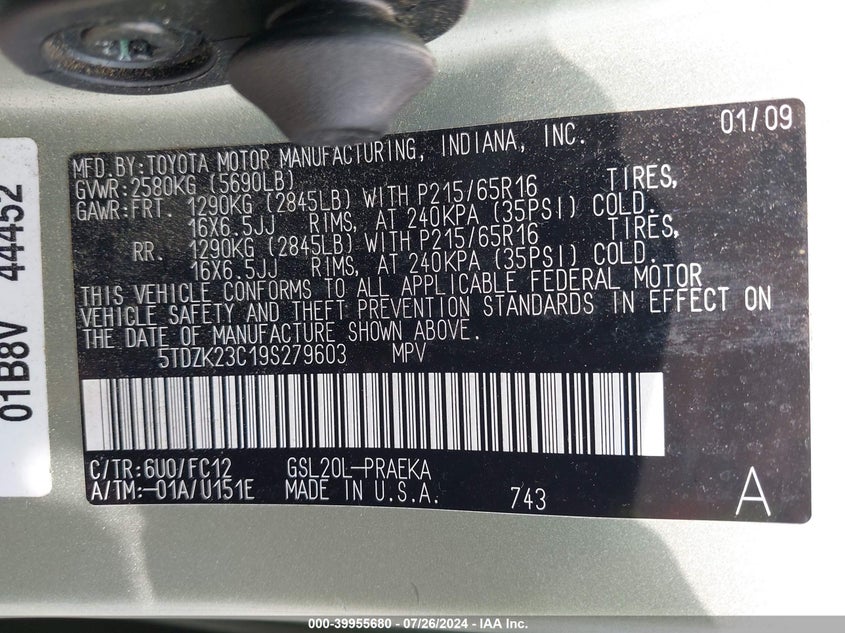 MFD.BY:TOYOTA MOTOR MANUFACTURING, INDIANA, INC. 01/09
GVWR:2580KG (5690LB)
GAWR:FRT. 1290KG (2845LB) WITH P215/65R16 TIRES,
16X6.5JJ RIMS, AT 240KPA (35PSI) COLD.
RR. 1290KG (2845LB) WITH P215/65R16 TIRES,
16X6.5JJ RIMS, AT 240KPA (35PSI) COLD.
THIS VEHICLE CONFORMS TO ALL APPLICABLE FEDERAL MOTOR
VEHICLE SAFETY AND THEFT PREVENTION STANDARDS IN EFFECT ON
THE DATE OF MANUFACTURE SHOWN ABOVE.
5TDZK23C19S279603 MPV
C/TR:6U0/FC12 GSL20L-PRAEKA
A/TM:-01A/U151E MADE IN U.S.A. 743 A
01B8V 44452
000-39955680 - 07/26/2024 - IAA Inc.